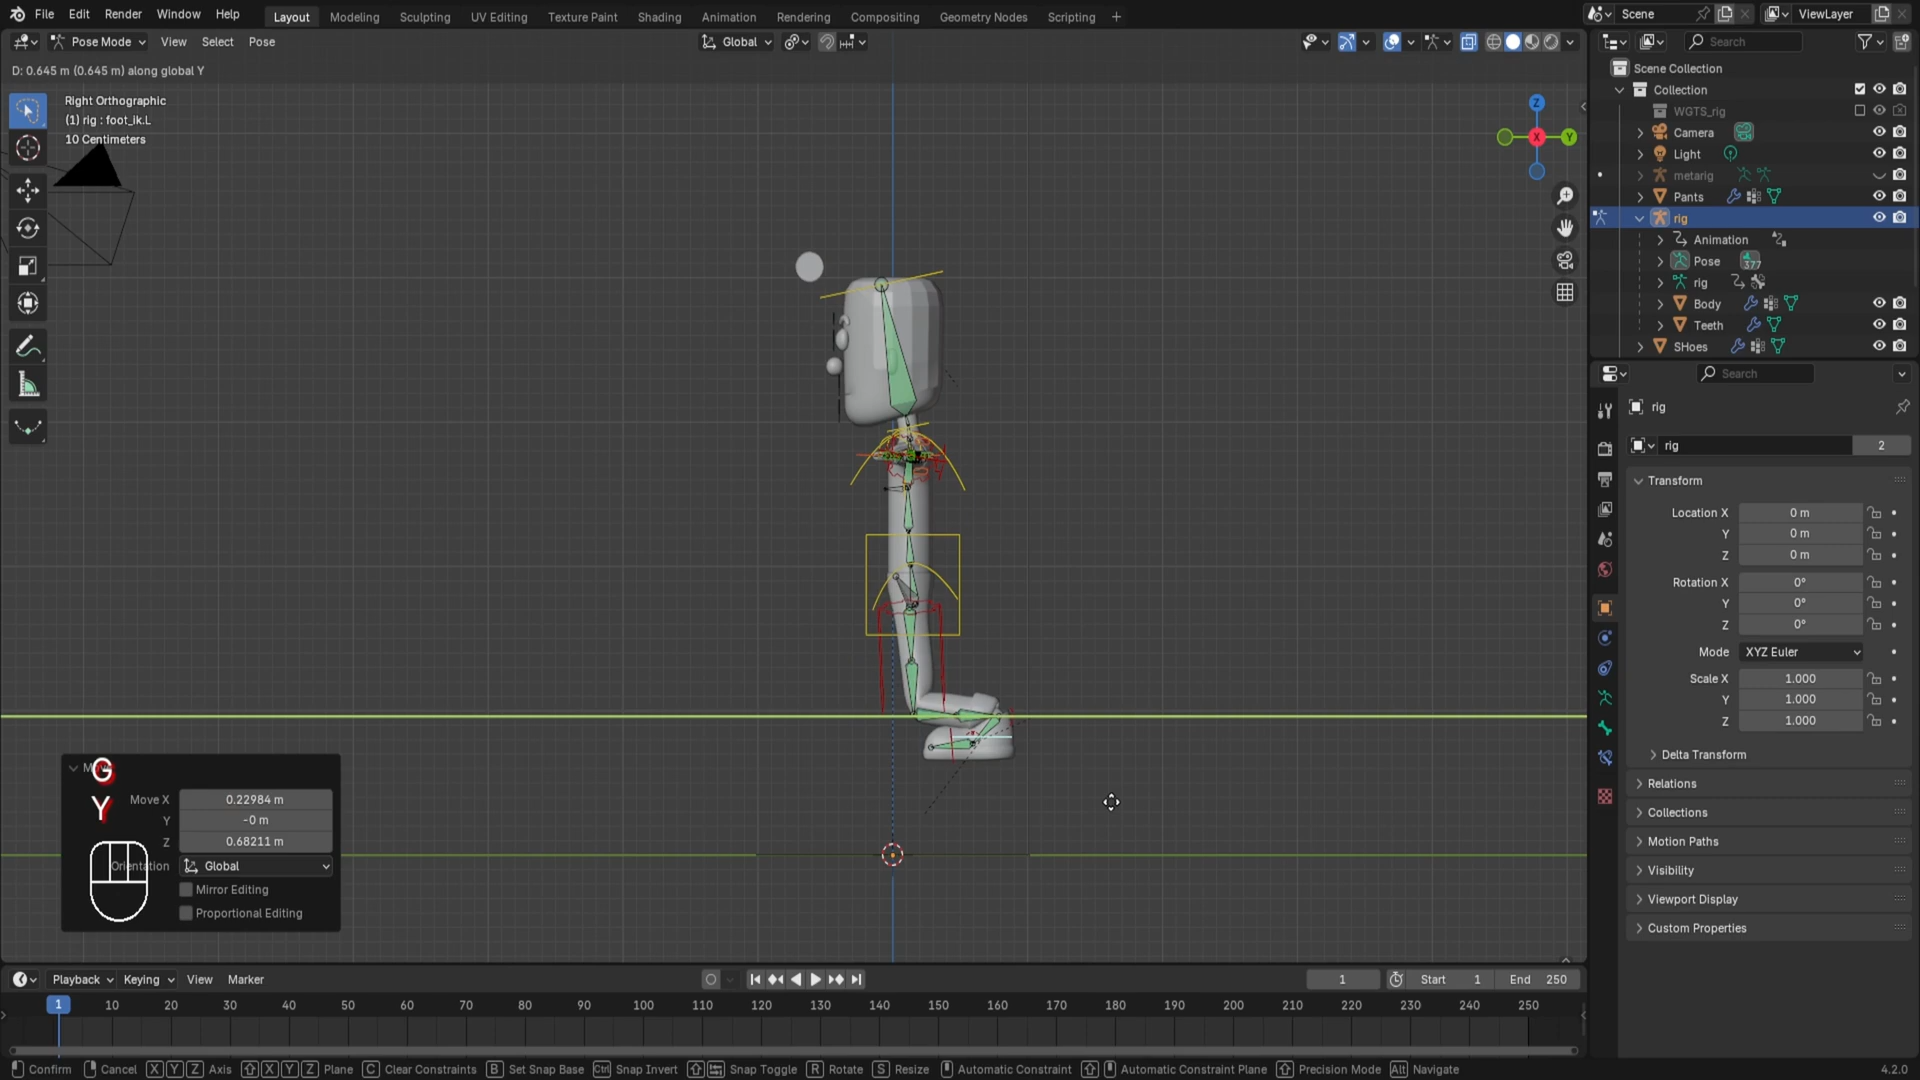 File Edit Render Window Help Layout Modeling Sculpting UV Editing Texture Paint Shading Animation Rendering Compositing Geometry Nodes Scripting + Scene ViewLayer
Pose Mode View Select Pose Global Search
D: 0.645 m (0.645 m) along global Y
Right Orthographic
(1) rig : foot_ik.L
10 Centimeters
Z
X
Y
Scene Collection
Collection
WGTS_rig
Camera
Light
metarig
Pants
rig
Animation
Pose 377
rig
Body
Teeth
SHoes
Search
rig
rig 2
Transform
Location X 0 m
Y 0 m
Z 0 m
Rotation X 0°
Y 0°
Z 0°
Mode XYZ Euler
Scale X 1.000
Y 1.000
Z 1.000
Delta Transform
Relations
Collections
Motion Paths
Visibility
Viewport Display
Custom Properties
G
Y
Move X 0.22984 m
Y -0 m
Z 0.68211 m
Orientation Global
Mirror Editing
Proportional Editing
Playback Keying View Marker 1 Start 1 End 250
1 10 20 30 40 50 60 70 80 90 100 110 120 130 140 150 160 170 180 190 200 210 220 230 240 250
Confirm Cancel X Y Z Axis X Y Z Plane C Clear Constraints B Set Snap Base Ctrl Snap Invert Snap Toggle R Rotate S Resize Automatic Constraint Automatic Constraint Plane Precision Mode Alt Navigate 4.2.0